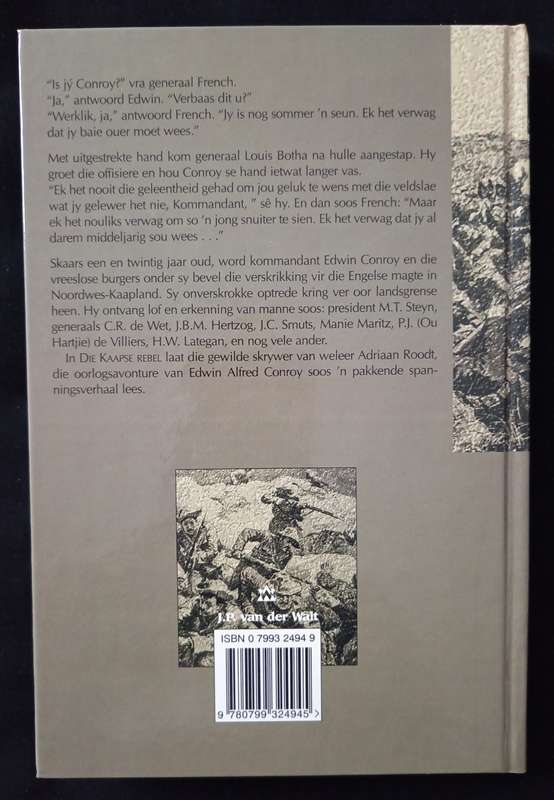 “Is jý Conroy?” vra generaal French.
“Ja,” antwoord Edwin. “Verbaas dit u?”
“Werklik, ja,” antwoord French. “Jy is nog sommer ’n seun. Ek het verwag
dat jy baie ouer moet wees.”
Met uitgestrekte hand kom generaal Louis Botha na hulle aangestap. Hy
groet die offisiere en hou Conroy se hand ietwat langer vas.
“Ek het nooit die geleentheid gehad om jou geluk te wens met die veldslae
wat jy gelewer het nie, Kommandant, ” sê hy. En dan soos French: “Maar
ek het nouliks verwag om so ’n jong snuiter te sien. Ek het verwag dat jy al
darem middeljarig sou wees . . .”
Skaars een en twintig jaar oud, word kommandant Edwin Conroy en die
vreeslose burgers onder sy bevel die verskrikking vir die Engelse magte in
Noordwes-Kaapland. Sy onverskrokke optrede kring ver oor landsgrense
heen. Hy ontvang lof en erkenning van manne soos: president M.T. Steyn,
generaals C.R. de Wet, J.B.M. Hertzog, J.C. Smuts, Manie Maritz, P.J. (Ou
Hartjie) de Villiers, H.W. Lategan, en nog vele ander.
In DIE KAAPSE REBEL laat die gewilde skrywer van weleer Adriaan Roodt,
die oorlogsavonture van Edwin Alfred Conroy soos ’n pakkende span-
ningsverhaal lees.
J.P. van der Walt
ISBN 0 7993 2494 9
9 780799 324945 >